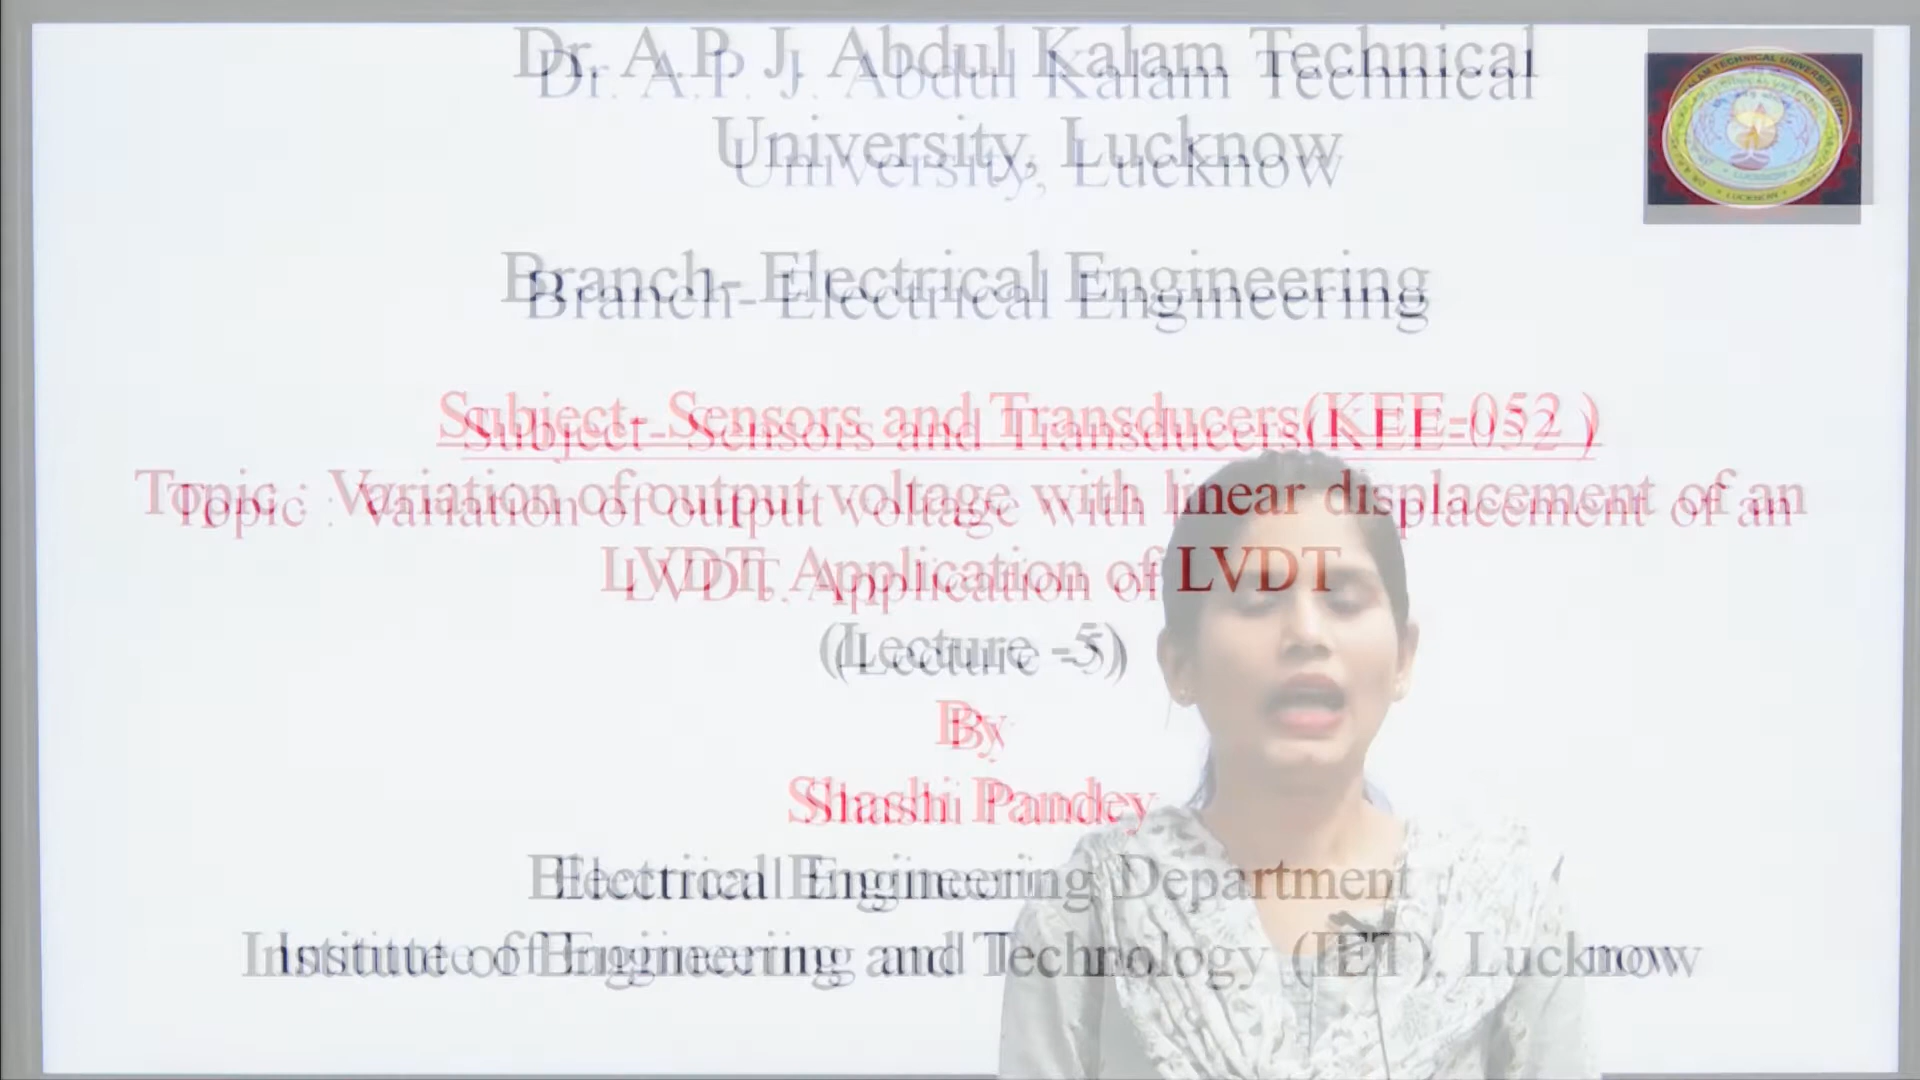 Dr. A.P. J. Abdul Kalam Technical
University, Lucknow
Branch- Electrical Engineering
Subject- Sensors and Transducers(KEE-052 )
Topic : Variation of output voltage with linear displacement of an
LVDT. Application of LVDT
(Lecture -5)
By
Shashi Pandey
Electrical Engineering Department
Institute of Engineering and Technology (IET), Lucknow